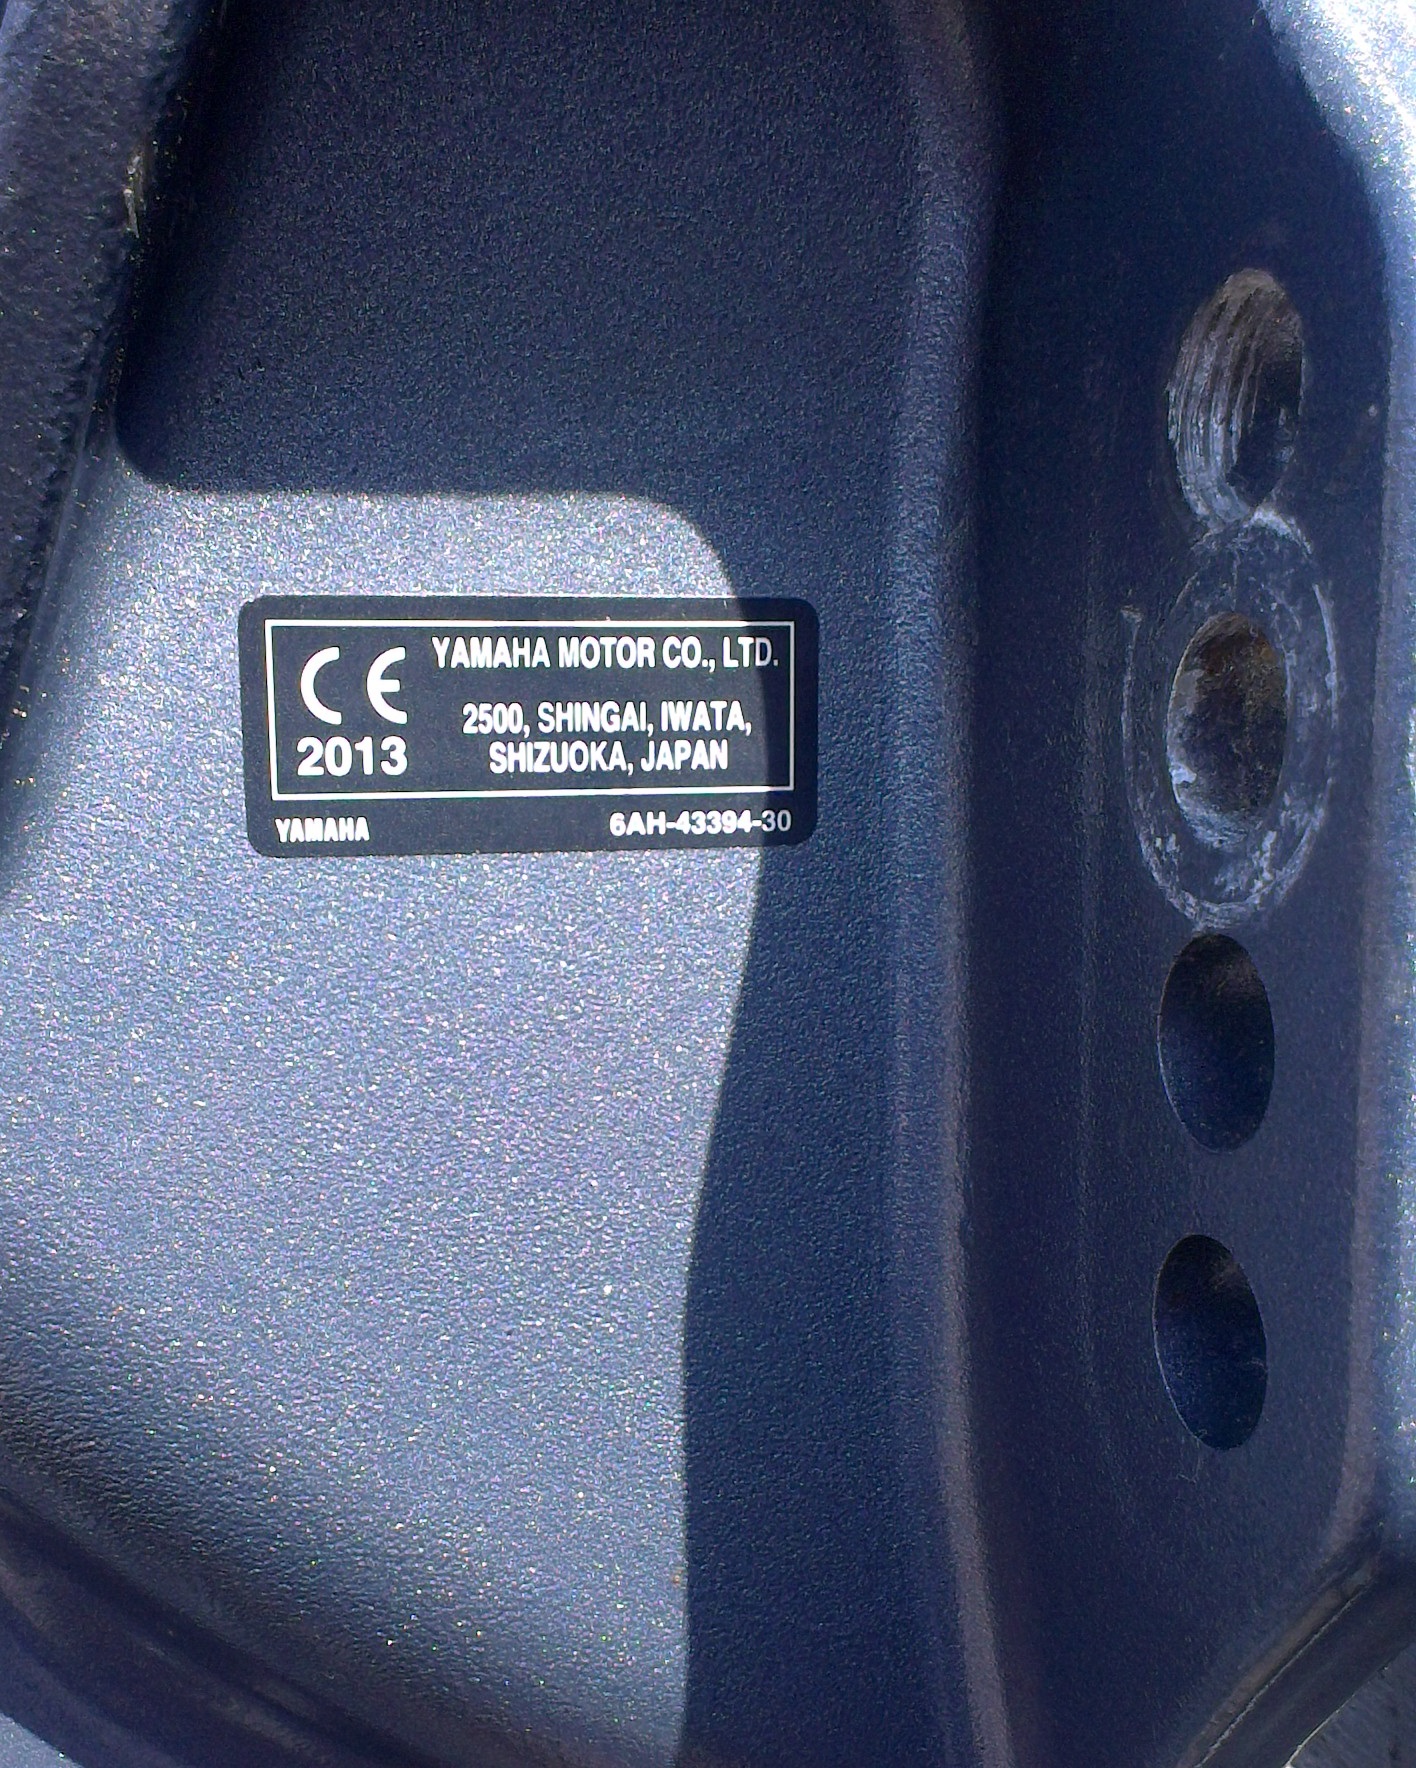 CE YAMAHA MOTOR CO., LTD.
2013
2500, SHINGAI, IWATA,
SHIZUOKA, JAPAN
YAMAHA 6AH-43394-30